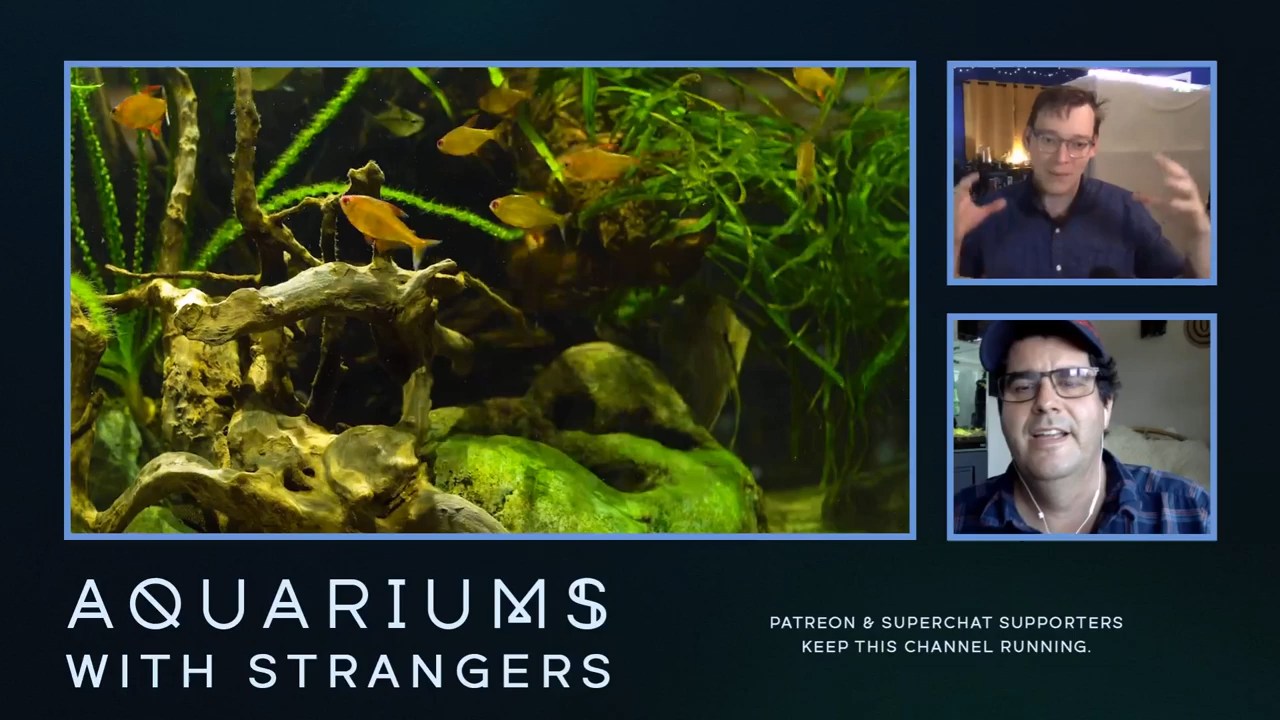 AQUARIUMS
WITH STRANGERS
PATREON & SUPERCHAT SUPPORTERS
KEEP THIS CHANNEL RUNNING.